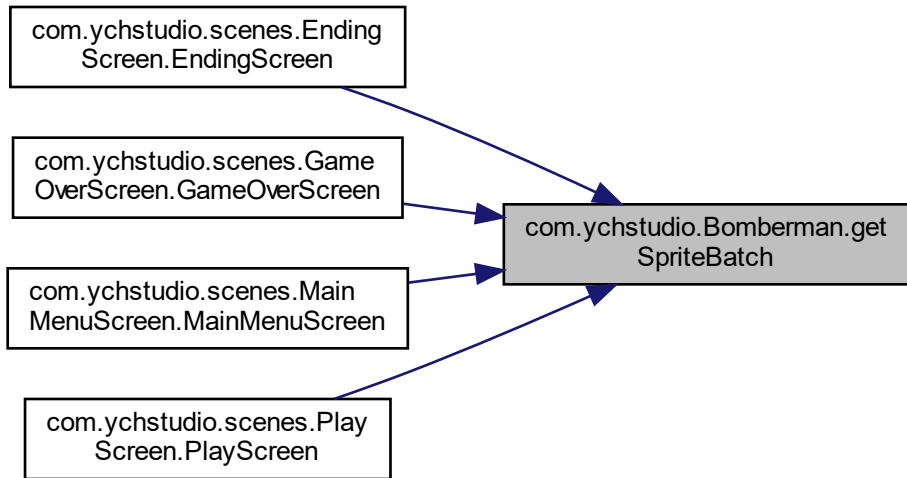 com.ychstudio.scenes.Ending
Screen.EndingScreen
com.ychstudio.scenes.Game
OverScreen.GameOverScreen
com.ychstudio.Bomberman.get
SpriteBatch
com.ychstudio.scenes.Main
MenuScreen.MainMenuScreen
com.ychstudio.scenes.Play
Screen.PlayScreen